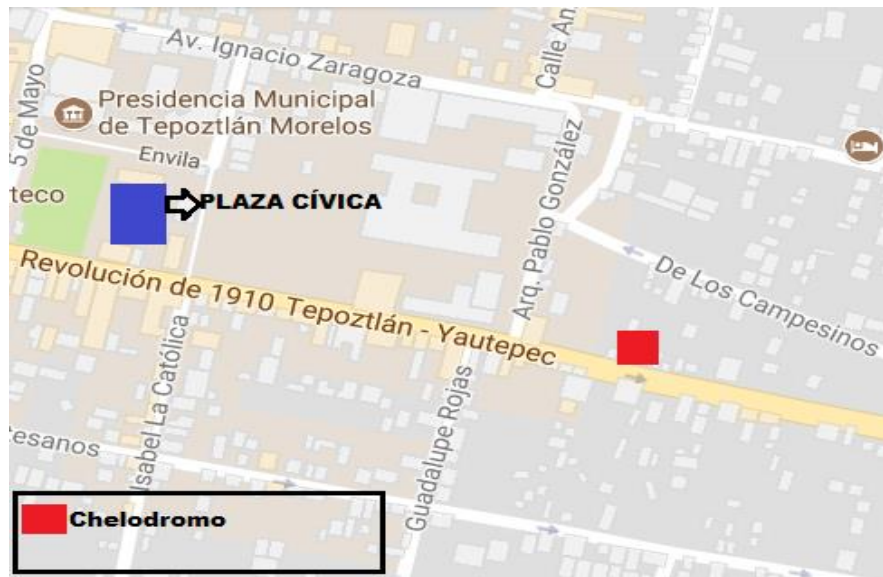 Av. Ignacio Zaragoza
Calle An
5 de Mayo
Presidencia Municipal
de Tepoztlán Morelos
Envila
teco
PLAZA CÍVICA
Arq. Pablo González
De Los Campesinos
Revolución de 1910 Tepoztlán - Yautepec
Isabel La Católica
Guadalupe Rojas
tesanos
Chelodromo